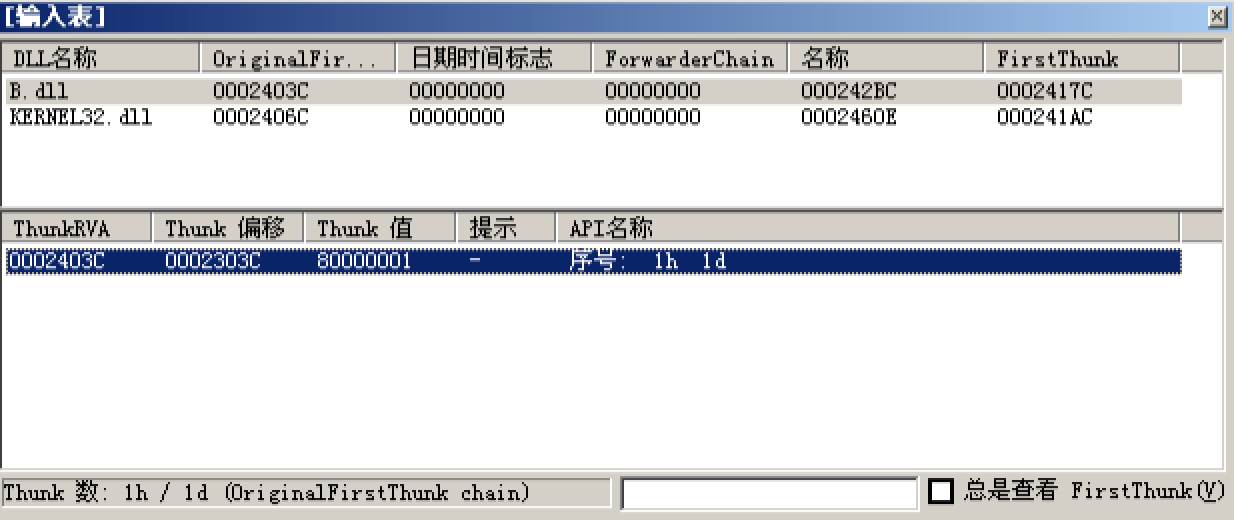 [输入表]
DLL名称 OriginalFir... 日期时间标志 ForwarderChain 名称 FirstThunk
B.dll 0002403C 00000000 00000000 000242BC 0002417C
KERNEL32.dll 0002406C 00000000 00000000 0002460E 000241AC
ThunkRVA Thunk 偏移 Thunk 值 提示 API名称
0002403C 0002303C 80000001 - 序号: 1h 1d
Thunk 数: 1h / 1d (OriginalFirstThunk chain) 总是查看 FirstThunk(V)